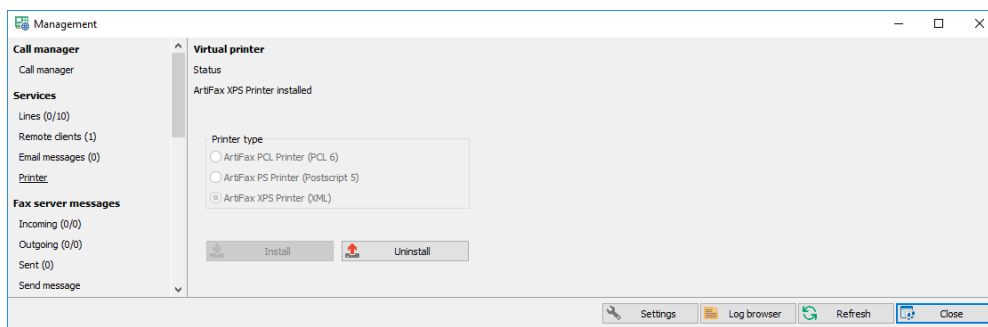 Management
Call manager
Call manager
Services
Lines (0/10)
Remote clients (1)
Email messages (0)
Printer
Fax server messages
Incoming (0/0)
Outgoing (0/0)
Sent (0)
Send message
Virtual printer
Status
ArtiFax XPS Printer installed
Printer type
ArtiFax PCL Printer (PCL 6)
ArtiFax PS Printer (Postscript 5)
ArtiFax XPS Printer (XML)
Install Uninstall
Settings Log browser Refresh Close